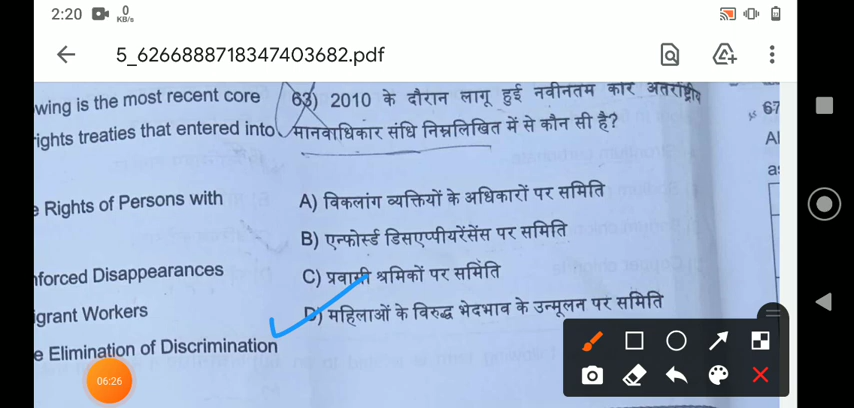 2:20 0 KB/s
5_6266888718347403682.pdf
wing is the most recent core
ights treaties that entered into
e Rights of Persons with
nforced Disappearances
igrant Workers
e Elimination of Discrimination
63) 2010 के दौरान लागू हुई नवीनतम कोर अंतर्राष्ट्रीय
मानवाधिकार संधि निम्नलिखित में से कौन सी है?
A) विकलांग व्यक्तियों के अधिकारों पर समिति
B) एन्फोर्स्ड डिसएप्पीयरेंसेंस पर समिति
C) प्रवासी श्रमिकों पर समिति
D) महिलाओं के विरुद्ध भेदभाव के उन्मूलन पर समिति
67
Al
a
06:26